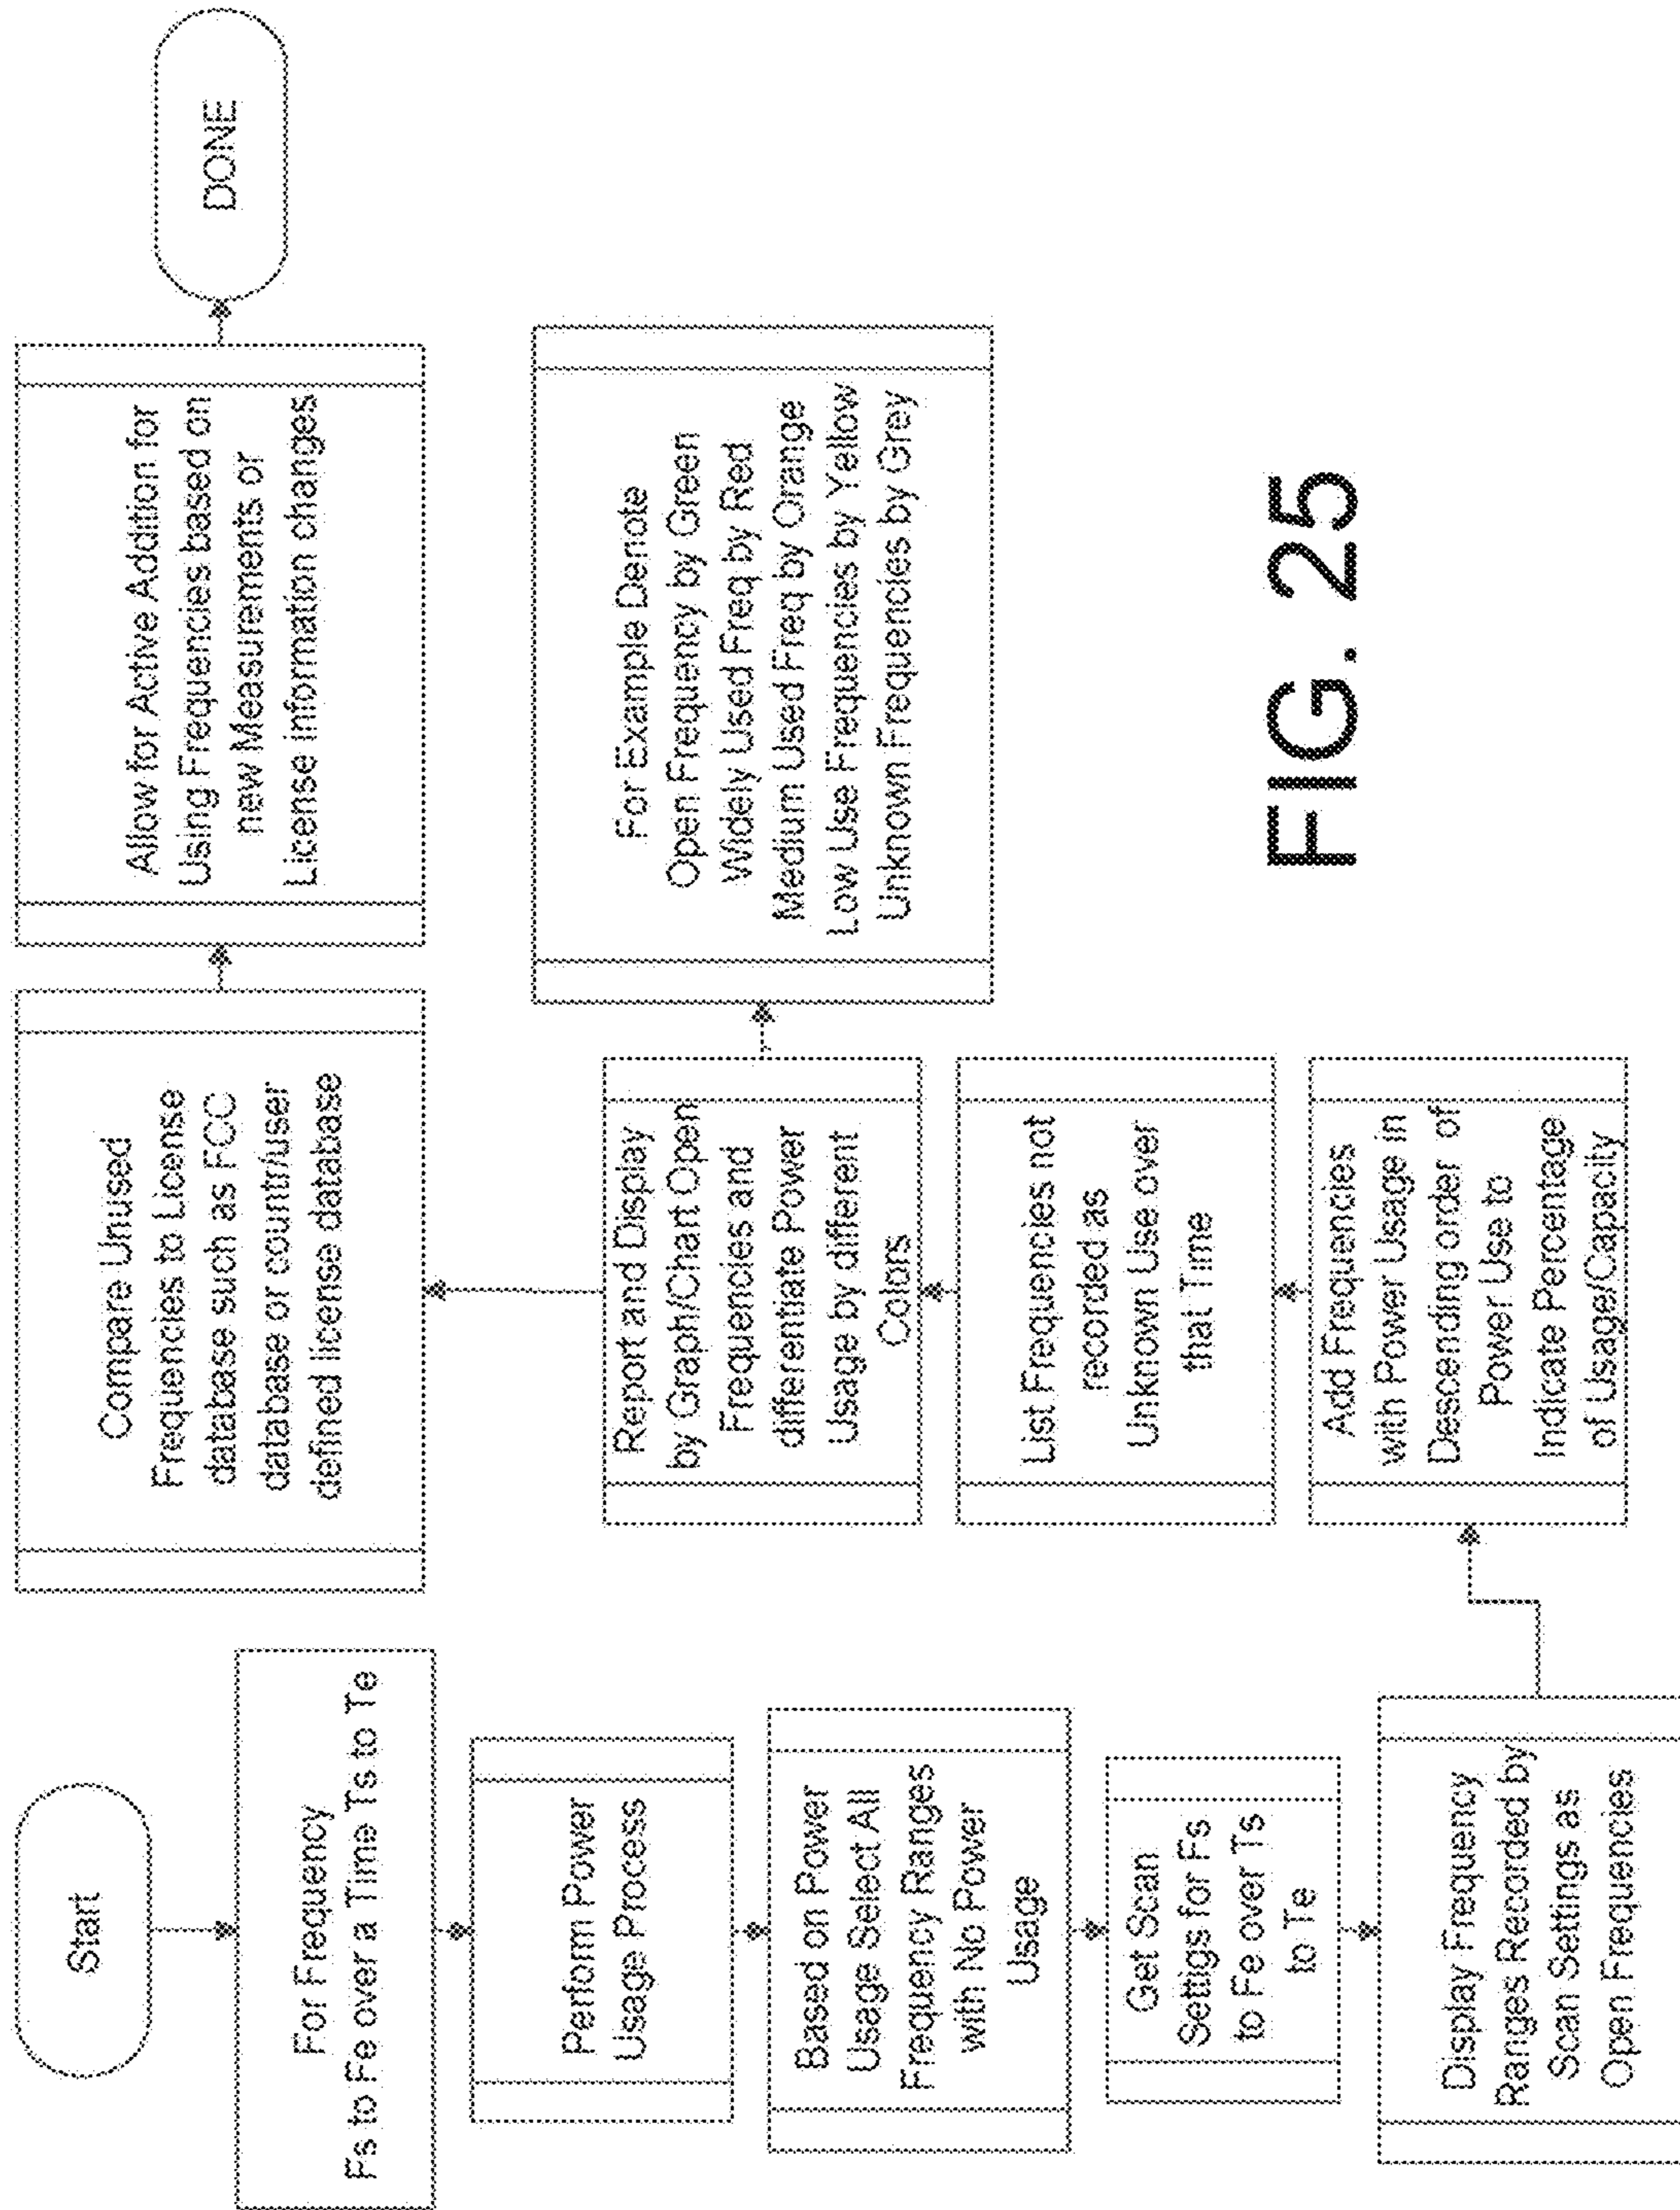 Start
For Frequency
Fs to Fe over a Time Ts to Te
Perform Power
Usage Process
Based on Power
Usage Select All
Frequency Ranges
with No Power
Usage
Get Scan
Settigs for Fs
to Fe over Ts
to Te
Display Frequency
Ranges Recorded by
Scan Settings as
Open Frequencies
Add Frequencies
with Power Usage in
Descending order of
Power Use to
Indicate Percentage
of Usage/Capacity
List Frequencies not
recorded as
Unknown Use over
that Time
Report and Display
by Graph/Chart Open
Frequencies and
differentiate Power
Usage by different
Colors
For Example Denote
Open Frequency by Green
Widely Used Freq by Red
Medium Used Freq by Orange
Low Use Frequencies by Yellow
Unknown Frequencies by Grey
Compare Unused
Frequencies to License
database such as FCC
database or countr/user
defined license database
Allow for Active Addition for
Using Frequencies based on
new Measurements or
License information changes
DONE
FIG. 25